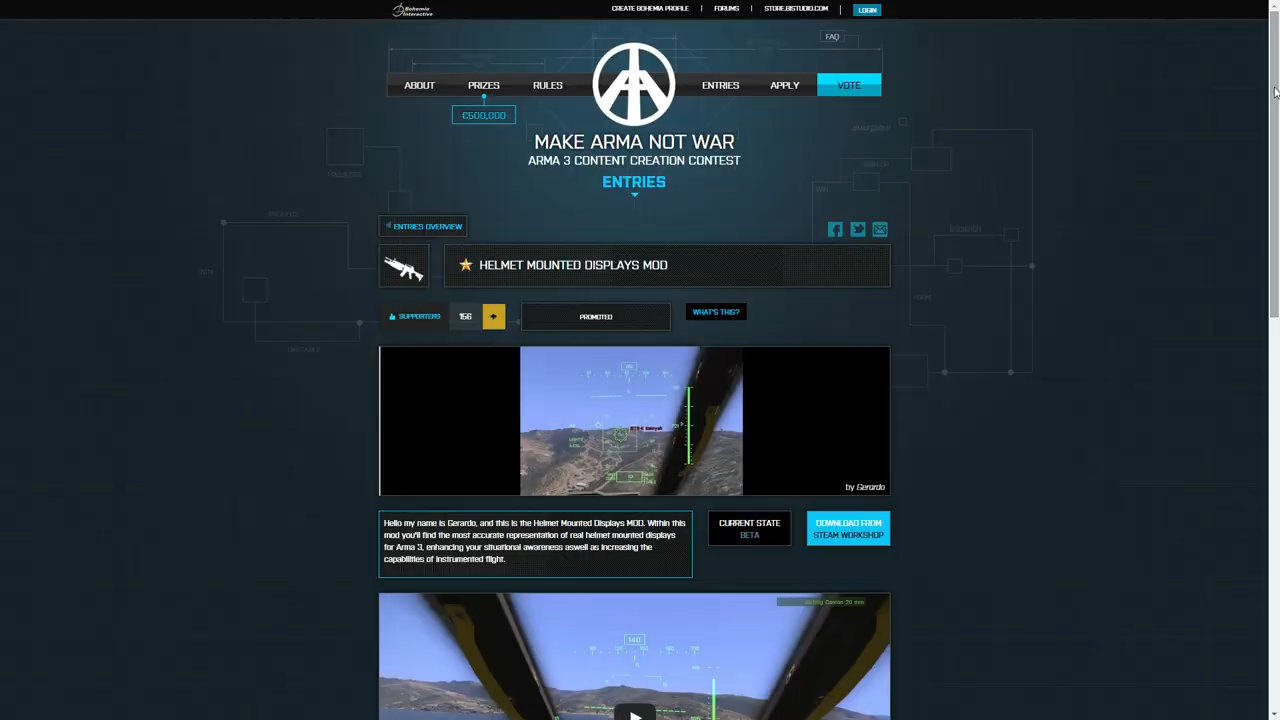 Bohemia Interactive
CREATE BOHEMIA PROFILE | FORUMS | STORE.BISTUDIO.COM | LOGIN
FAQ
ABOUT PRIZES RULES ENTRIES APPLY VOTE
€500,000
MAKE ARMA NOT WAR
ARMA 3 CONTENT CREATION CONTEST
ENTRIES
ENTRIES OVERVIEW
HELMET MOUNTED DISPLAYS MOD
SUPPORTERS 156 + PROMOTED WHAT'S THIS?
by Gerardo
Hello my name is Gerardo, and this is the Helmet Mounted Displays MOD. Within this
mod you'll find the most accurate representation of real helmet mounted displays
for Arma 3, enhancing your situational awareness aswell as increasing the
capabilities of instrumented flight.
CURRENT STATE
BETA
DOWNLOAD FROM
STEAM WORKSHOP
140